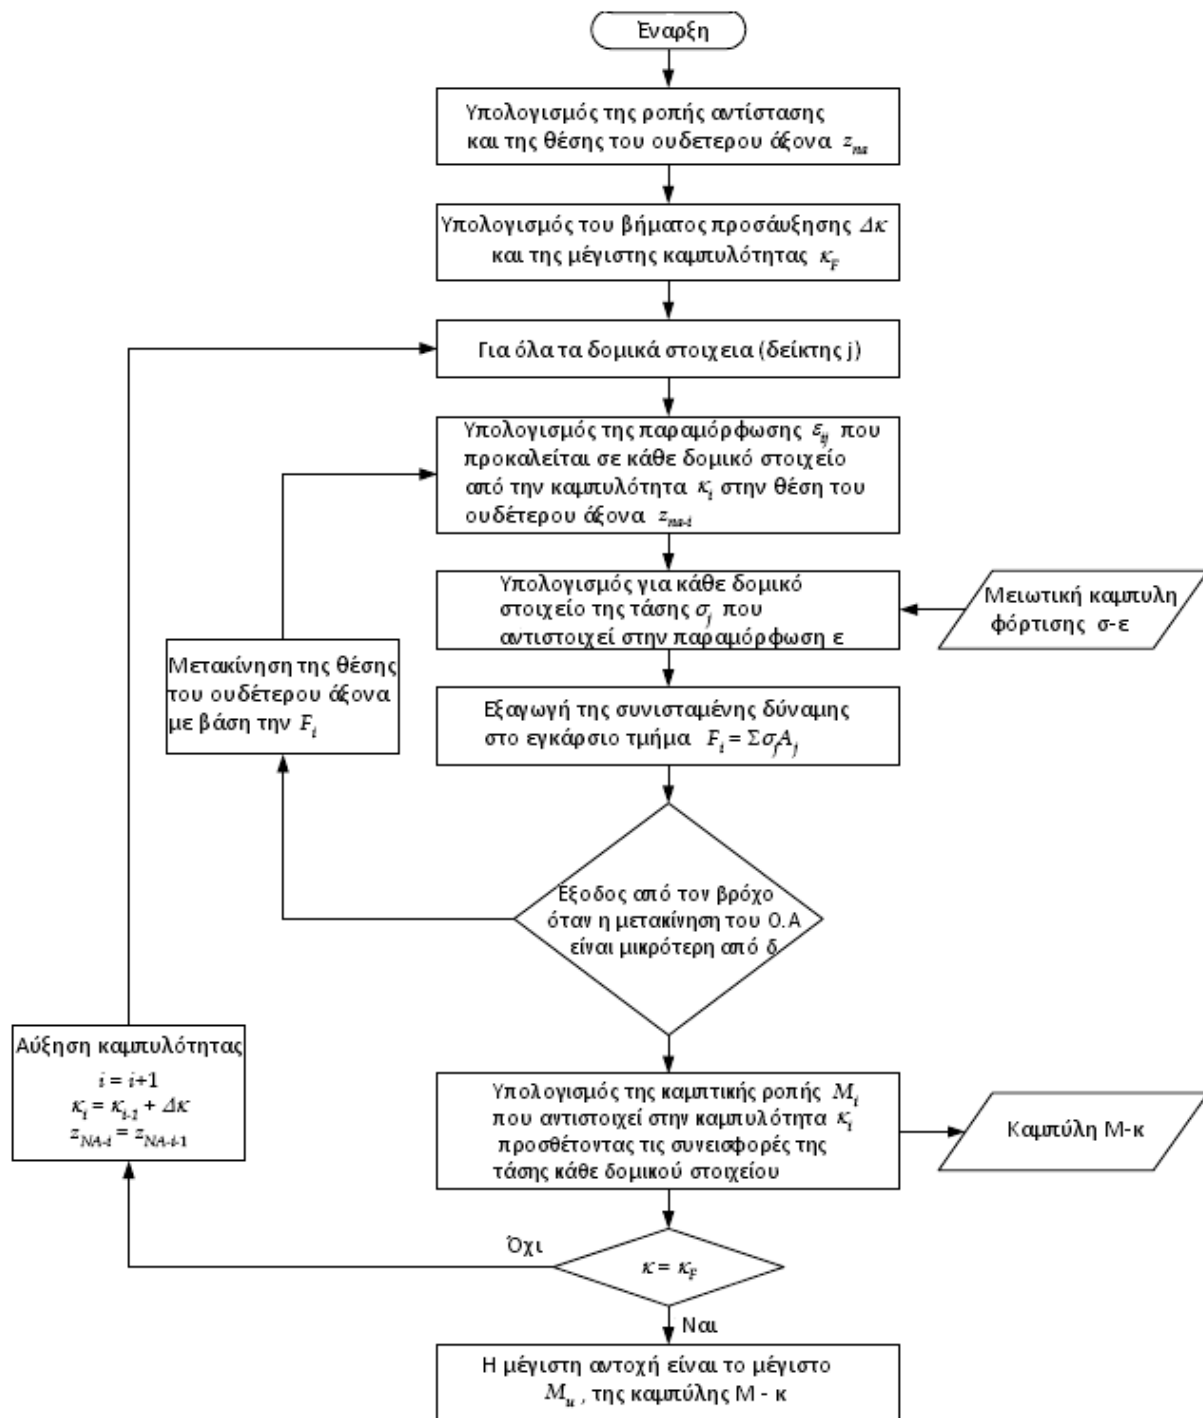 Έναρξη
Υπολογισμός της ροπής αντίστασης
και της θέσης του ουδετερου άξονα z_na
Υπολογισμός του βήματος προσάυξησης Δκ
και της μέγιστης καμπυλότητας κ_F
Για όλα τα δομικά στοιχεια (δείκτης j)
Υπολογισμός της παραμόρφωσης ε_ij που
προκαλείται σε κάθε δομικό στοιχείο
από την καμπυλότητα κ_i στην θέση του
ουδέτερου άξονα z_na-i
Υπολογισμός για κάθε δομικό
στοιχείο της τάσης σ_j που
αντιστοιχεί στην παραμόρφωση ε
Μειωτική καμπυλη
φόρτισης σ-ε
Μετακίνηση της θέσης
του ουδέτερου άξονα
με βάση την F_i
Εξαγωγή της συνισταμένης δύναμης
στο εγκάρσιο τμήμα F_i = Σσ_jA_j
Έξοδος από τον βρόχο
όταν η μετακίνηση του Ο.Α
είναι μικρότερη από δ
Αύξηση καμπυλότητας
i = i+1
κ_i = κ_i-1 + Δκ
z_NA-i = z_NA-i-1
Υπολογισμός της καμπτικής ροπής M_i
που αντιστοιχεί στην καμπυλότητα κ_i
προσθέτοντας τις συνεισφορές της
τάσης κάθε δομικού στοιχείου
Καμπύλη Μ-κ
Όχι
κ = κ_F
Ναι
Η μέγιστη αντοχή είναι το μέγιστο
M_u , της καμπύλης Μ - κ